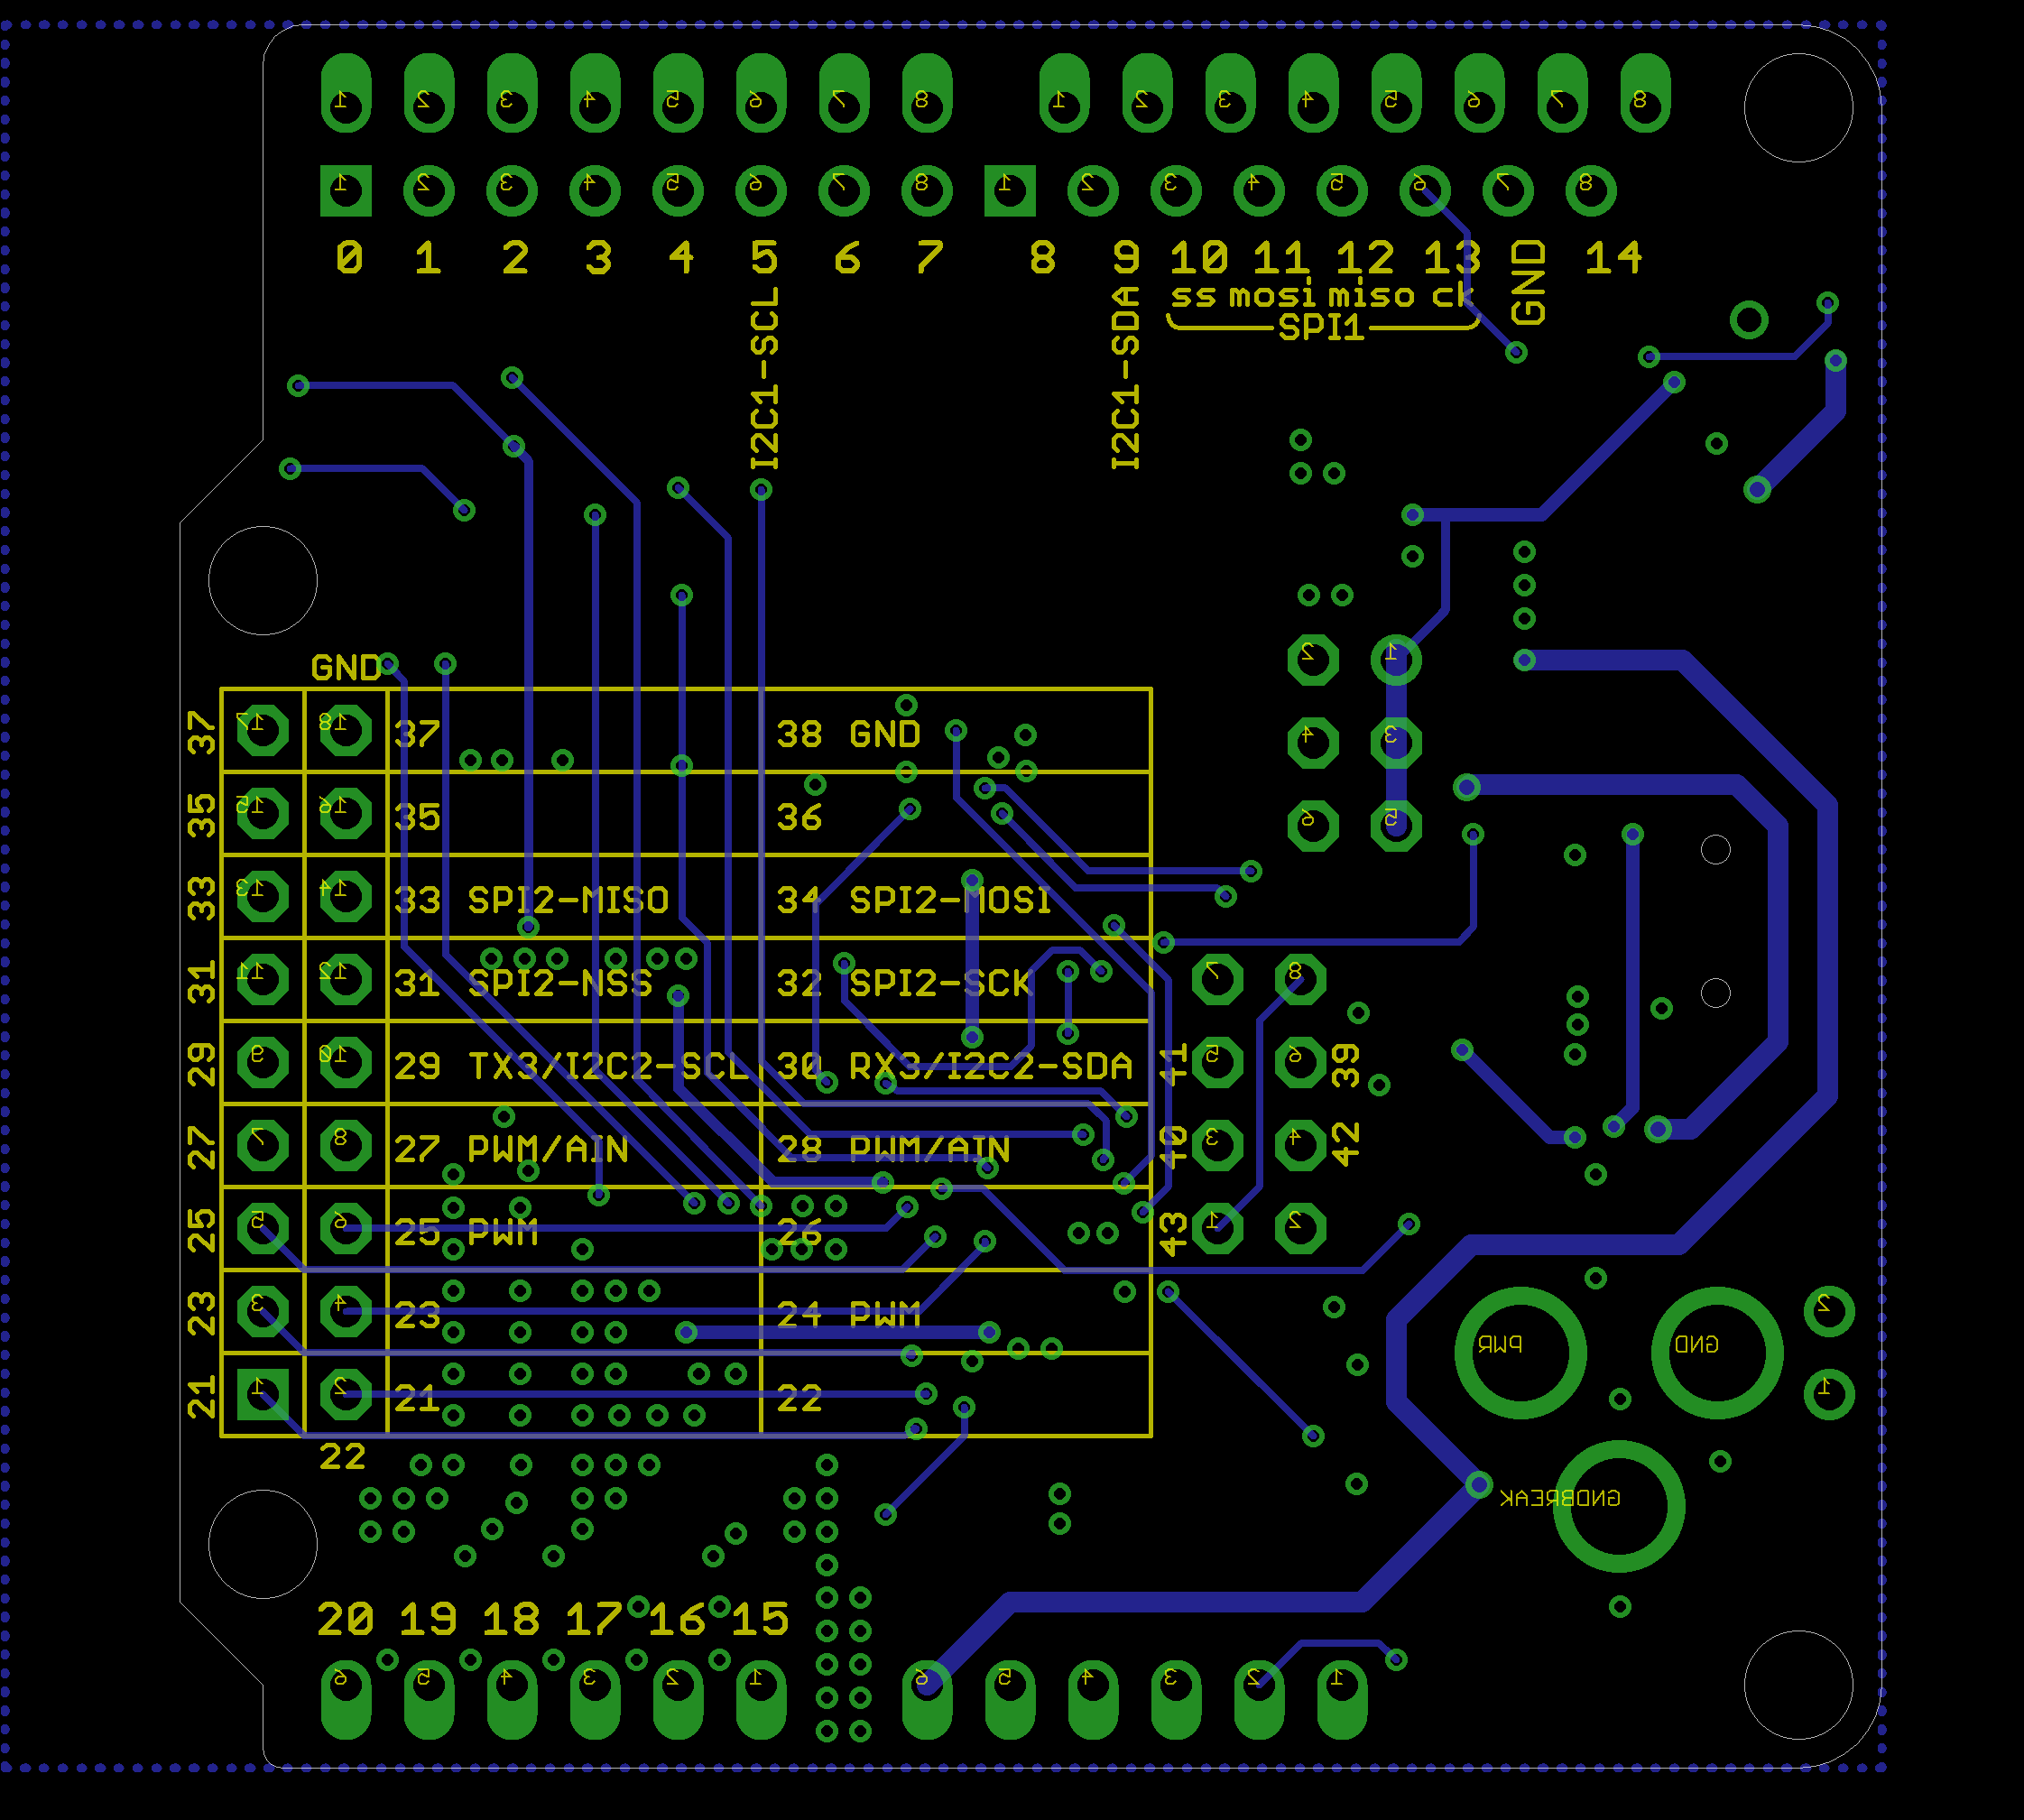 1 2 3 4 5 6 7 8 1 2 3 4 5 6 7 8
1 2 3 4 5 6 7 8 1 2 3 4 5 6 7 8
0 1 2 3 4 5 6 7 8 9 10 11 12 13 GND 14
ss mosi miso ck
SPI1
I2C1-SCL
I2C1-SDA
GND
37 17 18 37 38 GND
35 15 16 35 36
33 13 14 33 SPI2-MISO 34 SPI2-MOSI
31 11 12 31 SPI2-NSS 32 SPI2-SCK
29 9 10 29 TX3/I2C2-SCL 30 RX3/I2C2-SDA
27 7 8 27 PWM/AIN 28 PWM/AIN
25 5 6 25 PWM 26
23 3 4 23 24 PWM
21 1 2 21 22
22
2 1
4 3
6 5
7 8
41 5 6 39
40 3 4 42
43 1 2
PWR GND 2
1
GNDBREAK
20 19 18 17 16 15
6 5 4 3 2 1 6 5 4 3 2 1